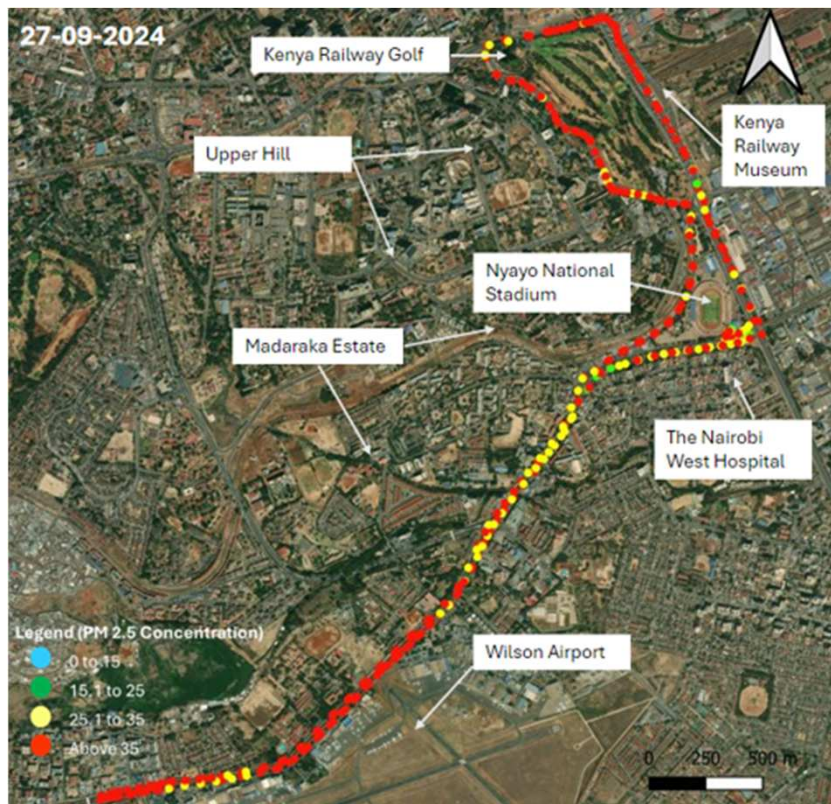 27-09-2024
Kenya Railway Golf
Kenya
Railway
Museum
Upper Hill
Nyayo National
Stadium
Madaraka Estate
The Nairobi
West Hospital
Legend (PM 2.5 Concentration)
0 to 15
15.1 to 25
25.1 to 35
Above 35
Wilson Airport
0 250 500 m